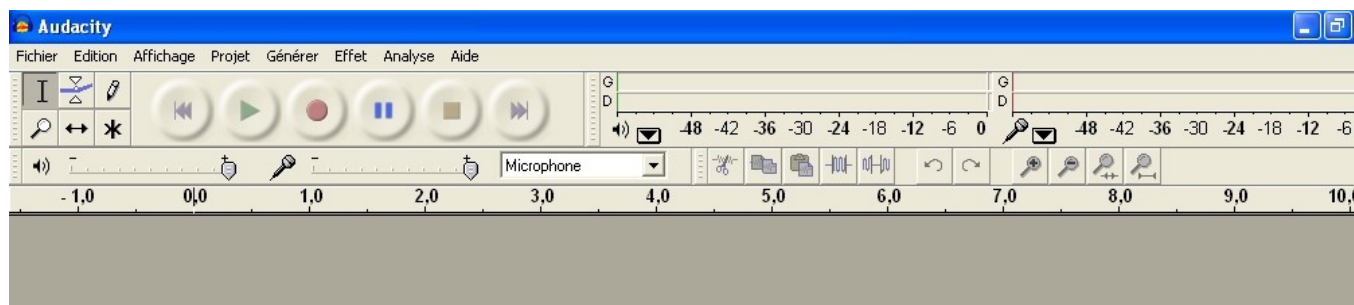 Audacity
Fichier Edition Affichage Projet Générer Effet Analyse Aide
G G
D D
-48 -42 -36 -30 -24 -18 -12 -6 0 -48 -42 -36 -30 -24 -18 -12 -6
Microphone
- 1,0 0,0 1,0 2,0 3,0 4,0 5,0 6,0 7,0 8,0 9,0 10,